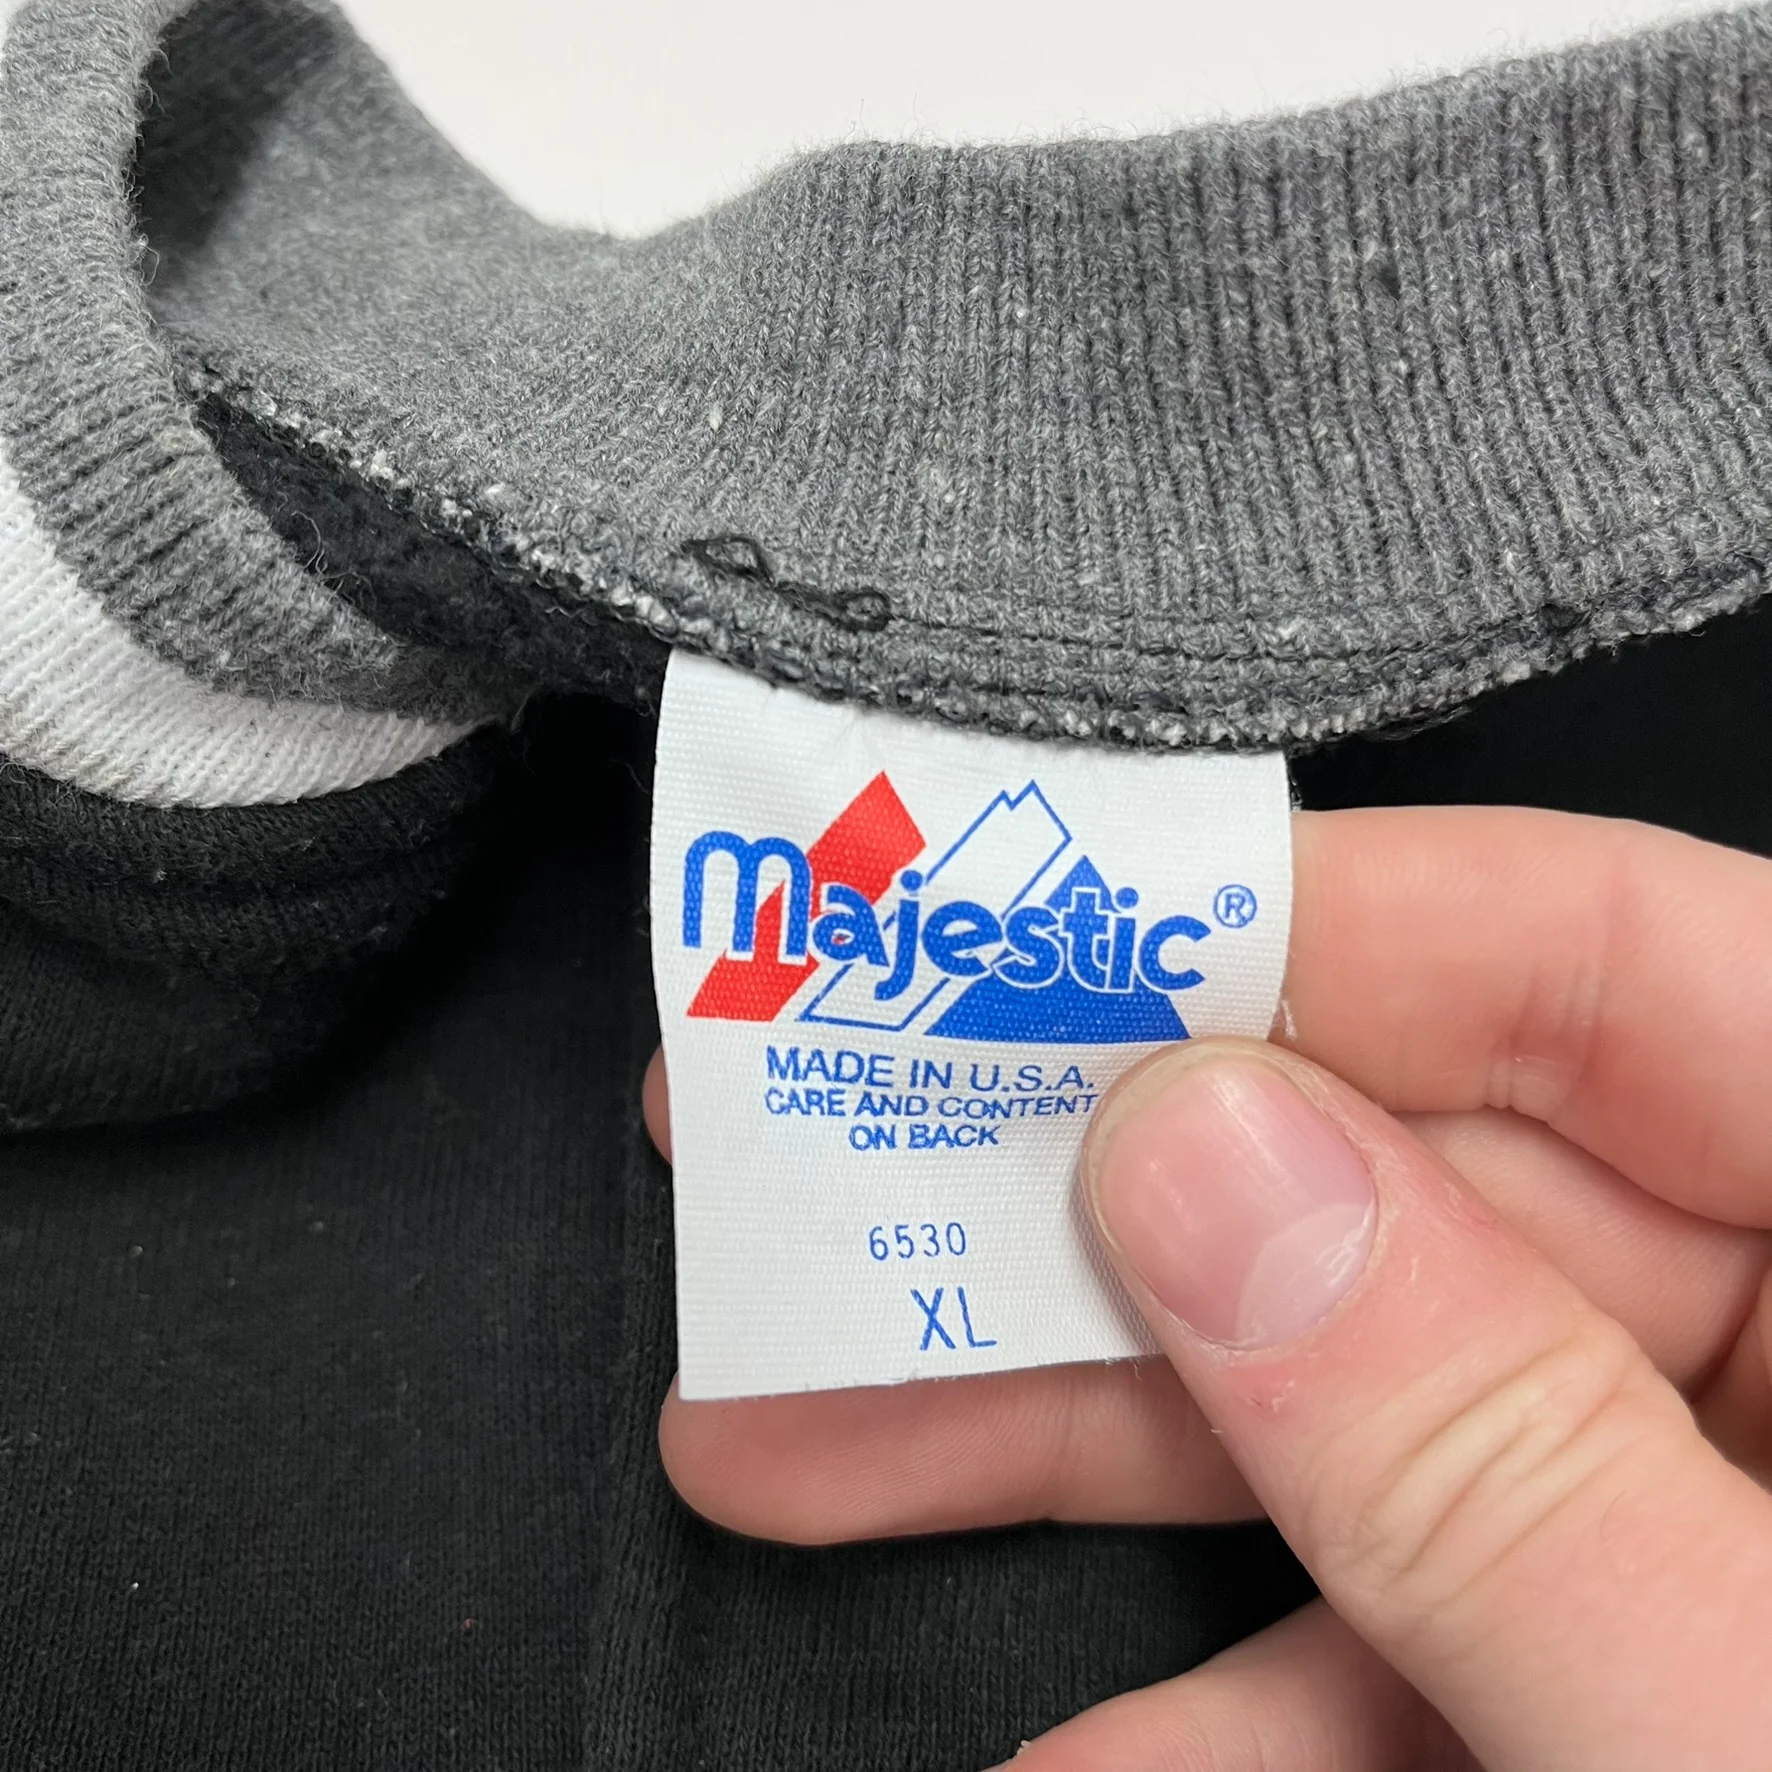 majestic®
MADE IN U.S.A.
CARE AND CONTENT
ON BACK
6530
XL